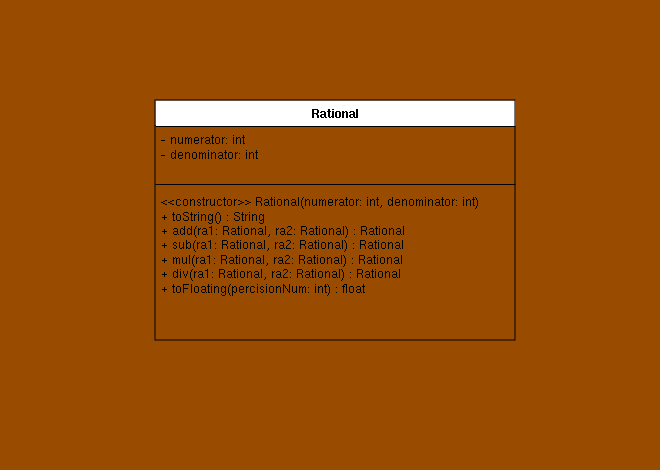 Rational
- numerator: int
- denominator: int
<<constructor>> Rational(numerator: int, denominator: int)
+ toString() : String
+ add(ra1: Rational, ra2: Rational) : Rational
+ sub(ra1: Rational, ra2: Rational) : Rational
+ mul(ra1: Rational, ra2: Rational) : Rational
+ div(ra1: Rational, ra2: Rational) : Rational
+ toFloating(percisionNum: int) : float